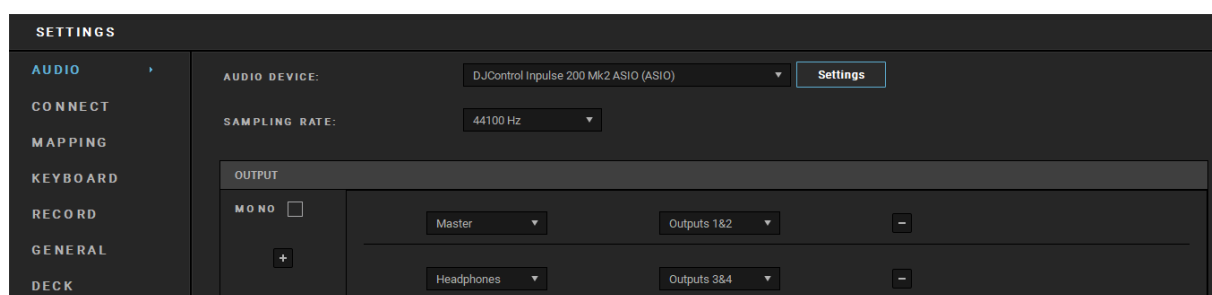 SETTINGS
AUDIO
AUDIO DEVICE:
DJControl Inpulse 200 Mk2 ASIO (ASIO)
Settings
CONNECT
SAMPLING RATE:
44100 Hz
MAPPING
KEYBOARD
OUTPUT
RECORD
MONO
Master
Outputs 1&2
GENERAL
DECK
Headphones
Outputs 3&4